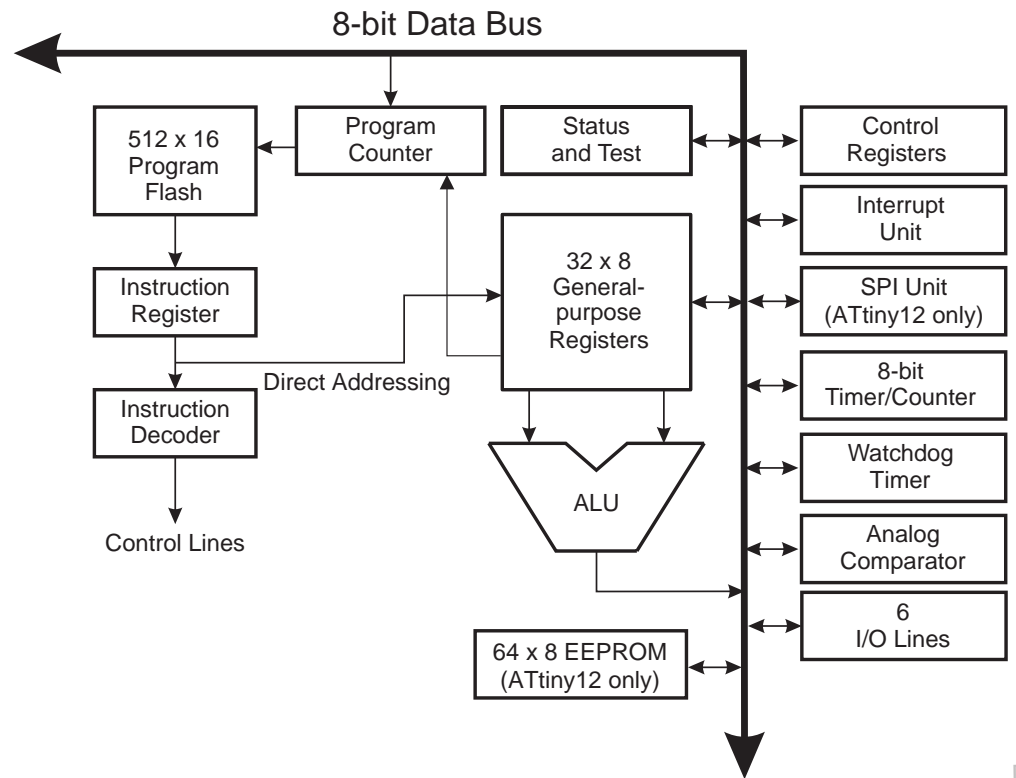 8-bit Data Bus
512 x 16
Program
Flash
Program
Counter
Status
and Test
Control
Registers
Interrupt
Unit
Instruction
Register
32 x 8
General-
purpose
Registers
SPI Unit
(ATtiny12 only)
Direct Addressing
8-bit
Timer/Counter
Instruction
Decoder
Watchdog
Timer
ALU
Control Lines
Analog
Comparator
6
I/O Lines
64 x 8 EEPROM
(ATtiny12 only)